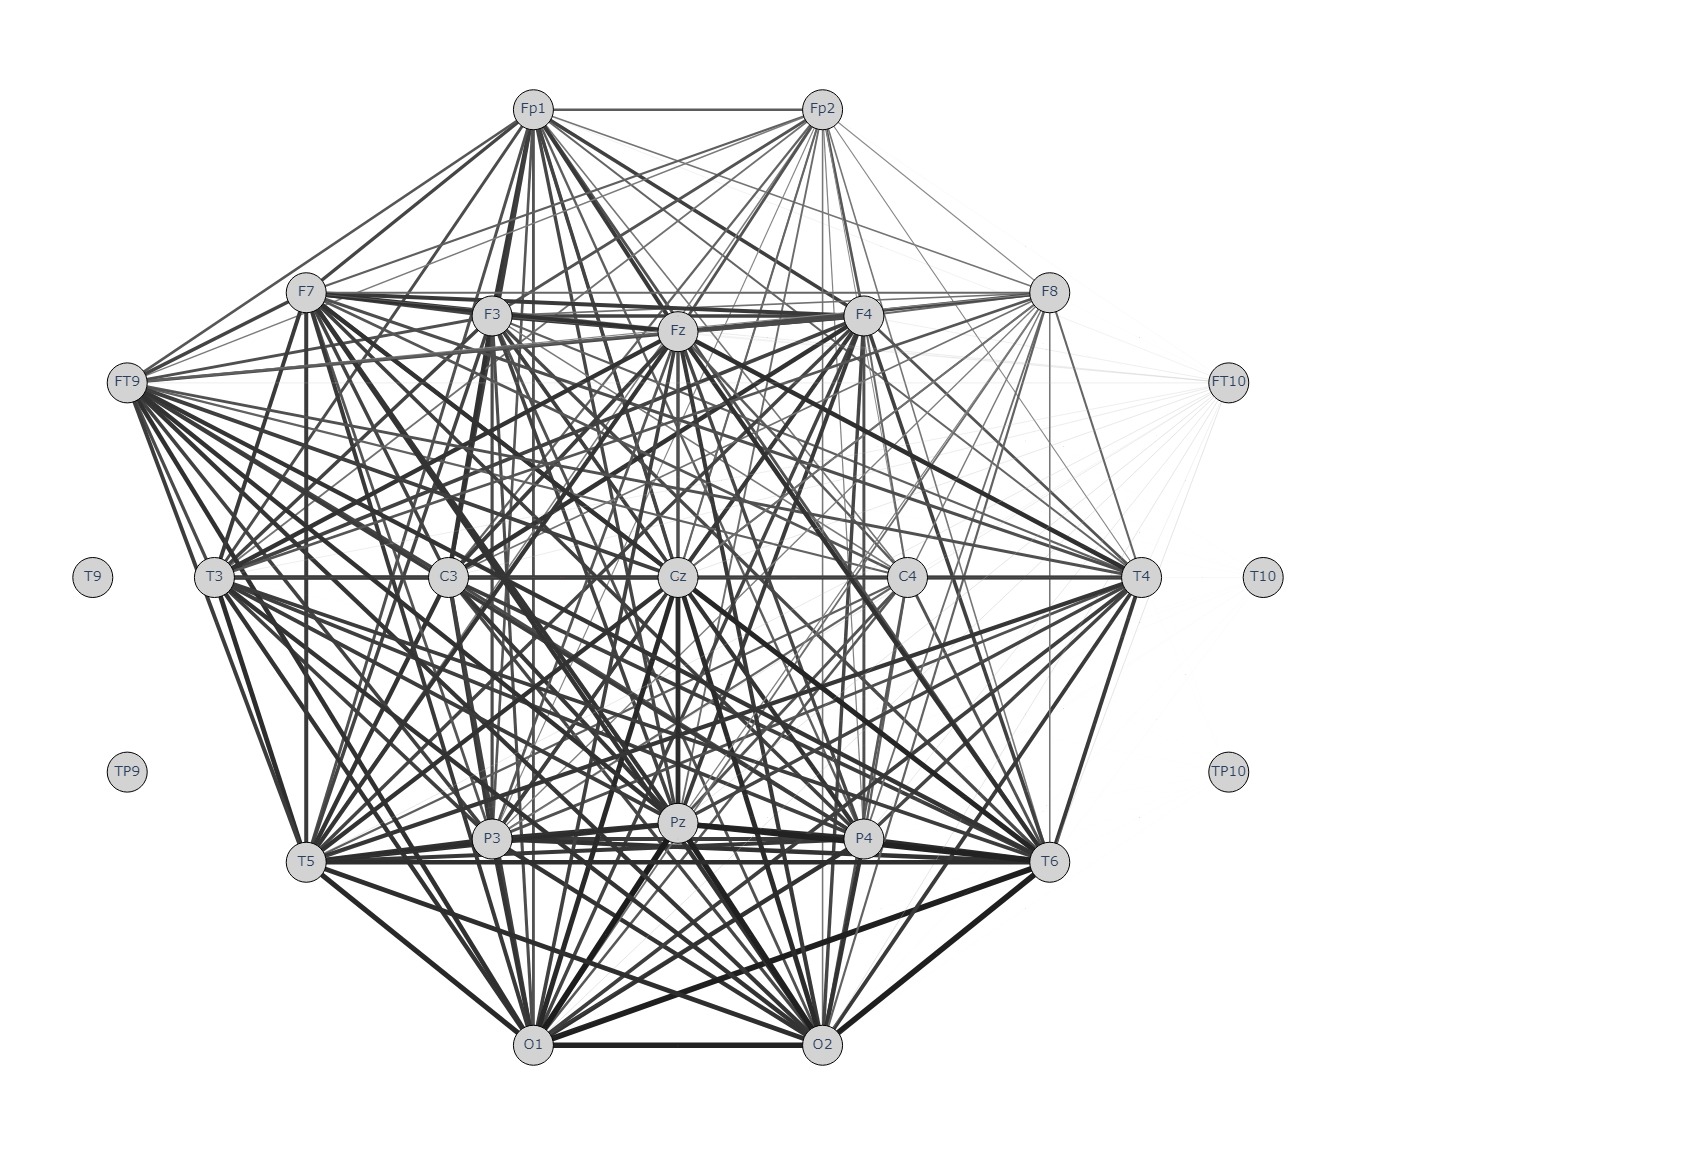 Fp1 Fp2
F7 F3 Fz F4 F8
FT9 FT10
T9 T3 C3 Cz C4 T4 T10
TP9 TP10
T5 P3 Pz P4 T6
O1 O2